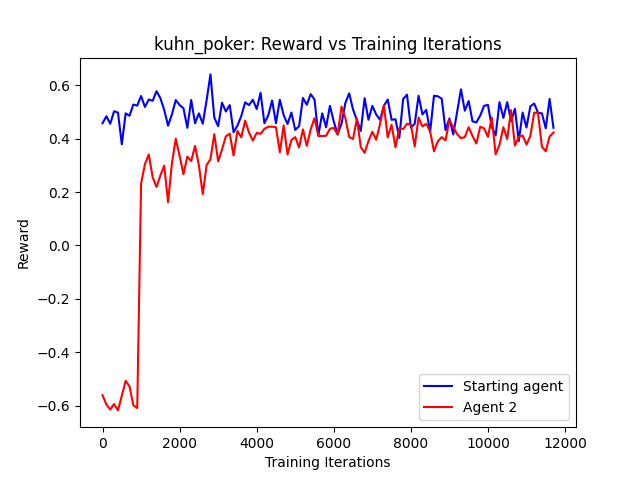 kuhn_poker: Reward vs Training Iterations
Reward
0.6
0.4
0.2
0.0
−0.2
−0.4
−0.6
Starting agent
Agent 2
0 2000 4000 6000 8000 10000 12000
Training Iterations